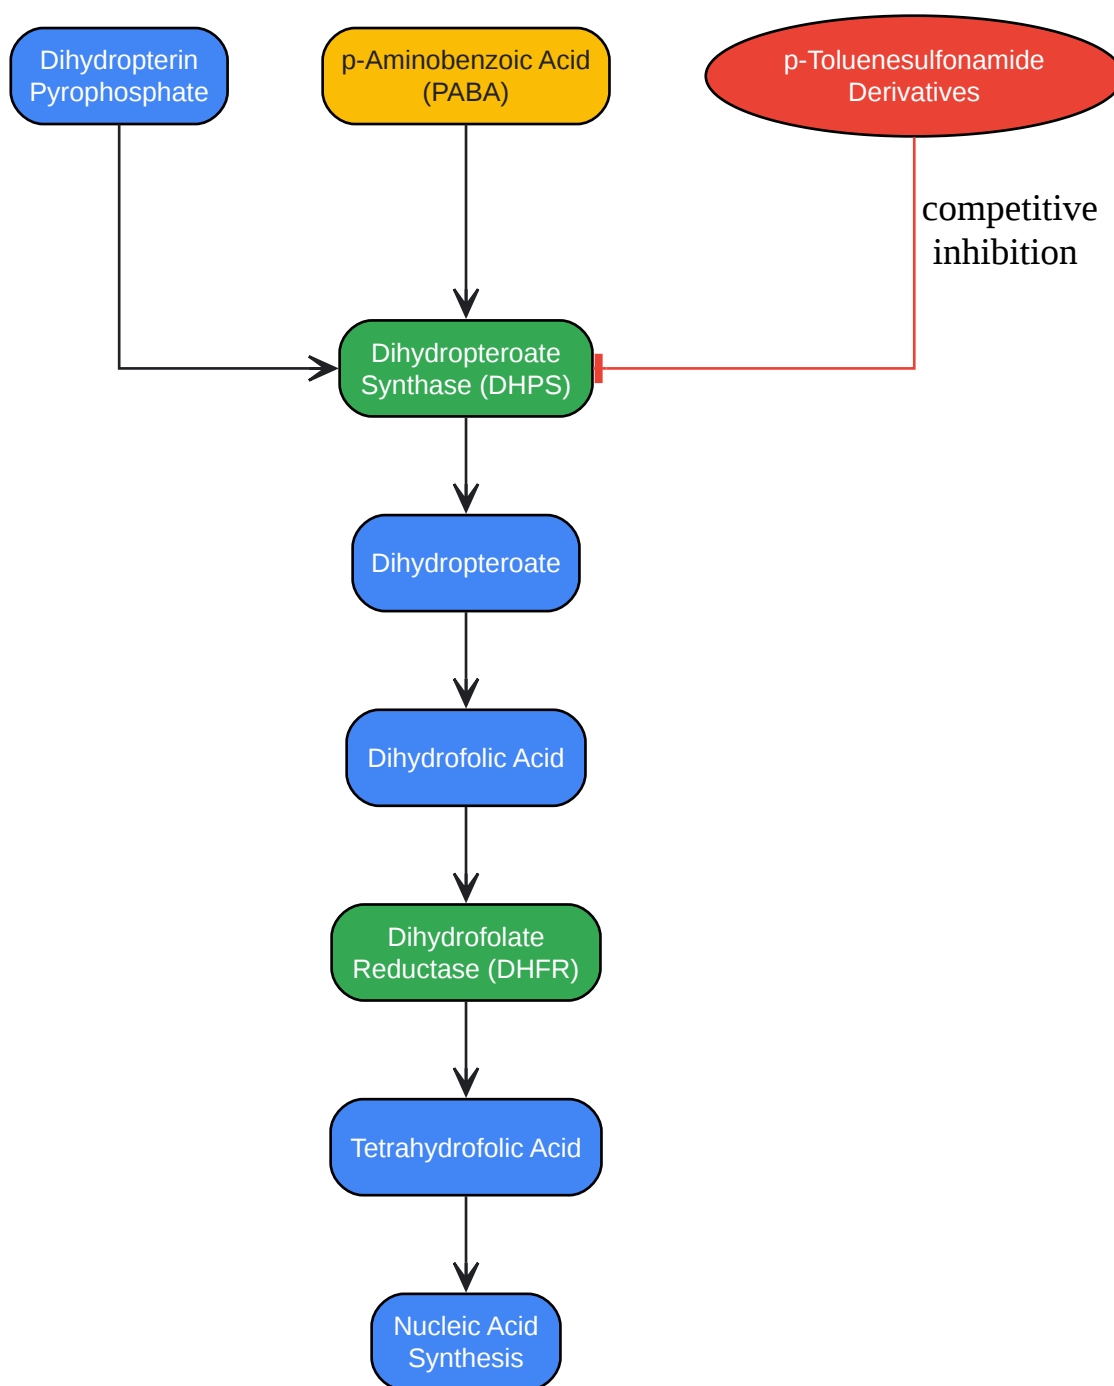 Dihydropterin
Pyrophosphate
p-Aminobenzoic Acid
(PABA)
p-Toluenesulfonamide
Derivatives
competitive
inhibition
Dihydropteroate
Synthase (DHPS)
Dihydropteroate
Dihydrofolic Acid
Dihydrofolate
Reductase (DHFR)
Tetrahydrofolic Acid
Nucleic Acid
Synthesis